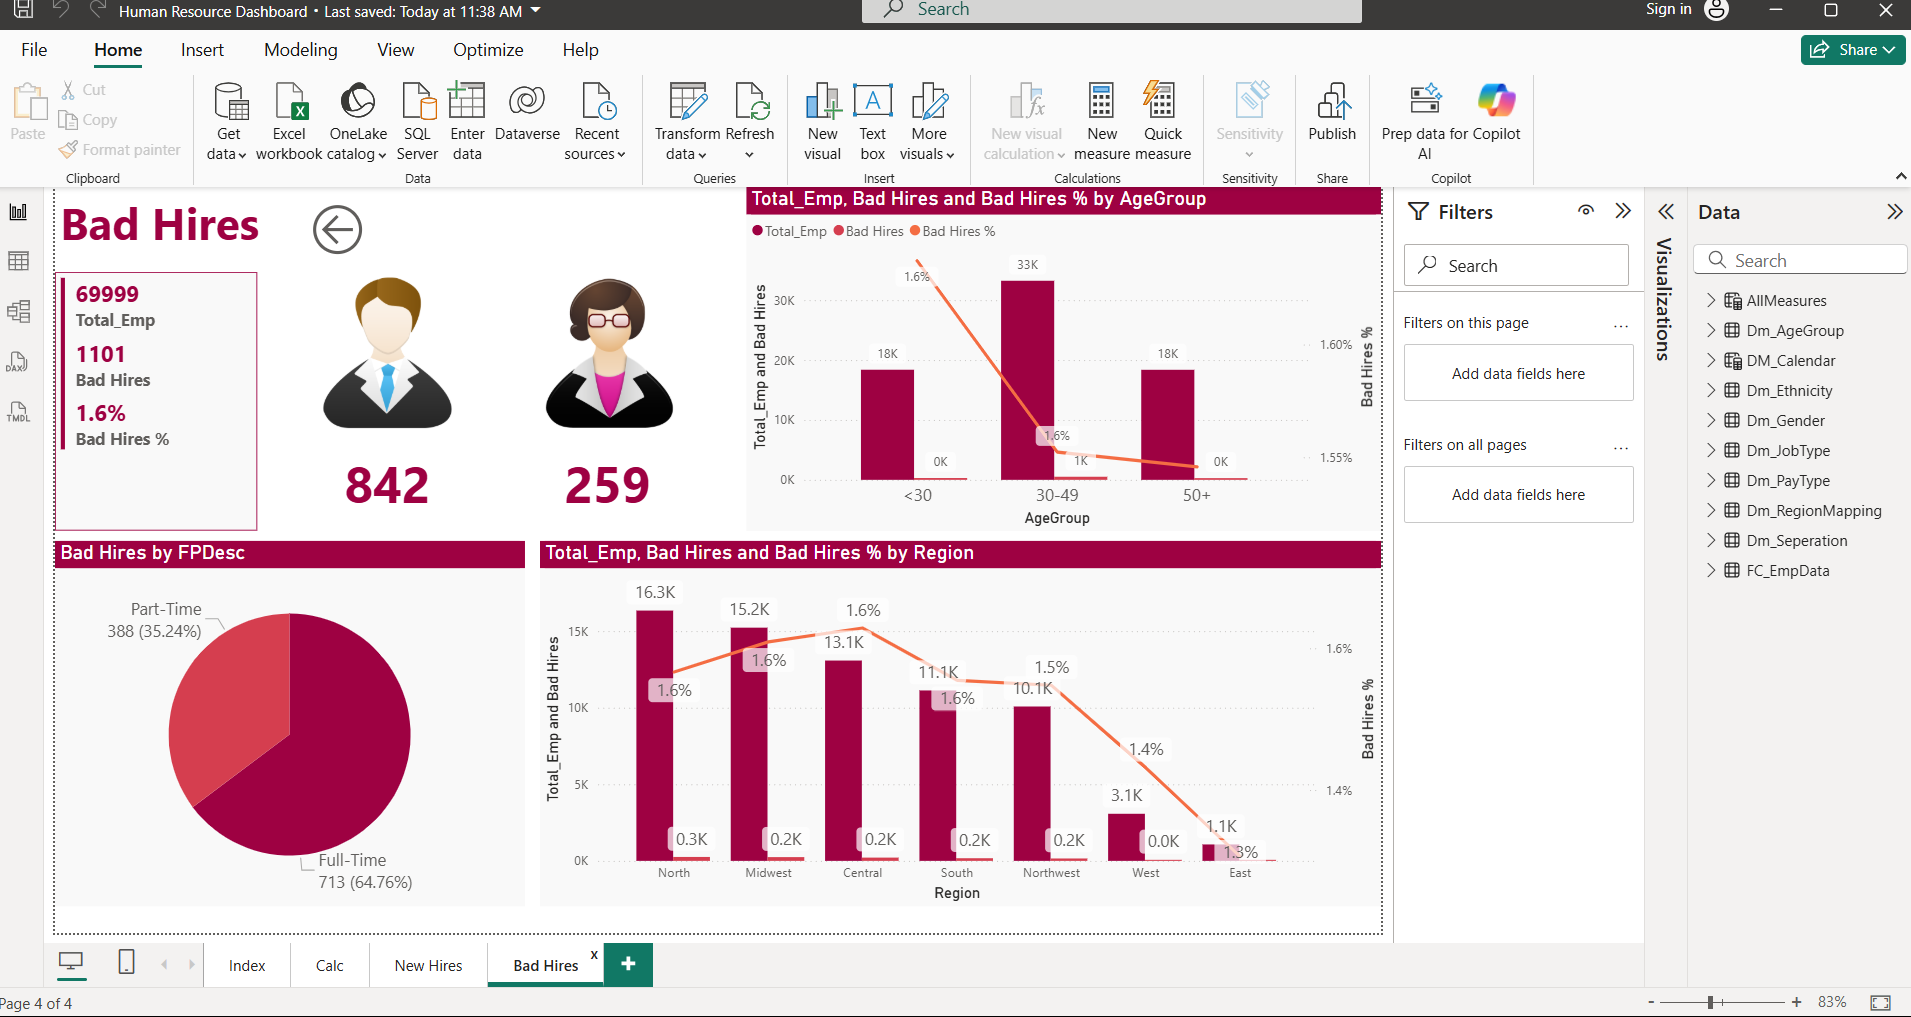 Human Resource Dashboard • Last saved: Today at 11:38 AM
Search
Sign in
File
Home
Insert
Modeling
View
Optimize
Help
Share
Paste
Cut
Copy
Format painter
Clipboard
Get data
Excel workbook
OneLake catalog
SQL Server
Enter data
Dataverse
Recent sources
Data
Transform data
Refresh
Queries
New visual
Text box
More visuals
Insert
New visual calculation
New measure
Quick measure
Calculations
Sensitivity
Sensitivity
Publish
Share
Prep data for AI
Copilot
Copilot
DAX
TMDL
Bad Hires
69999
Total_Emp
1101
Bad Hires
1.6%
Bad Hires %
842
259
Total_Emp, Bad Hires and Bad Hires % by AgeGroup
Total_Emp
Bad Hires
Bad Hires %
Total_Emp and Bad Hires
30K
20K
10K
0K
1.6%
33K
18K
18K
1.6%
0K
1K
0K
1.60%
1.55%
Bad Hires %
<30
30-49
50+
AgeGroup
Bad Hires by FPDesc
Part-Time
388 (35.24%)
Full-Time
713 (64.76%)
Total_Emp, Bad Hires and Bad Hires % by Region
Total_Emp and Bad Hires
15K
10K
5K
0K
16.3K
15.2K
1.6%
13.1K
1.6%
1.6%
11.1K
1.6%
1.5%
10.1K
1.4%
3.1K
1.1K
1.3%
0.3K
0.2K
0.2K
0.2K
0.2K
0.0K
1.6%
1.4%
Bad Hires %
North
Midwest
Central
South
Northwest
West
East
Region
Filters
Search
Filters on this page
...
Add data fields here
Filters on all pages
...
Add data fields here
Visualizations
Data
Search
AllMeasures
Dm_AgeGroup
DM_Calendar
Dm_Ethnicity
Dm_Gender
Dm_JobType
Dm_PayType
Dm_RegionMapping
Dm_Seperation
FC_EmpData
Index
Calc
New Hires
Bad Hires
x
+
Page 4 of 4
-
+
83%